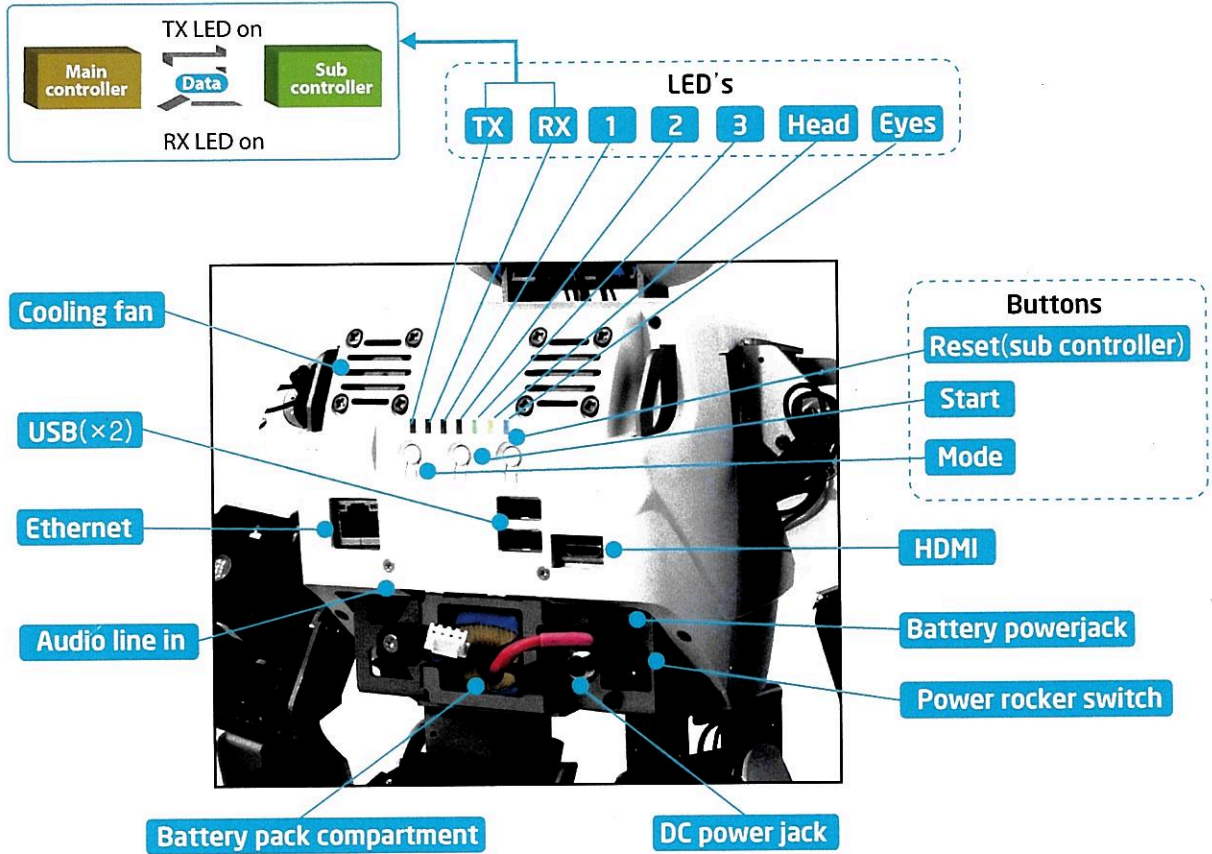 TX LED on
Main
controller
Data
Sub
controller
RX LED on
LED's
TX RX 1 2 3 Head Eyes
Cooling fan
USB(×2)
Ethernet
Audio line in
Buttons
Reset(sub controller)
Start
Mode
HDMI
Battery powerjack
Power rocker switch
Battery pack compartment
DC power jack